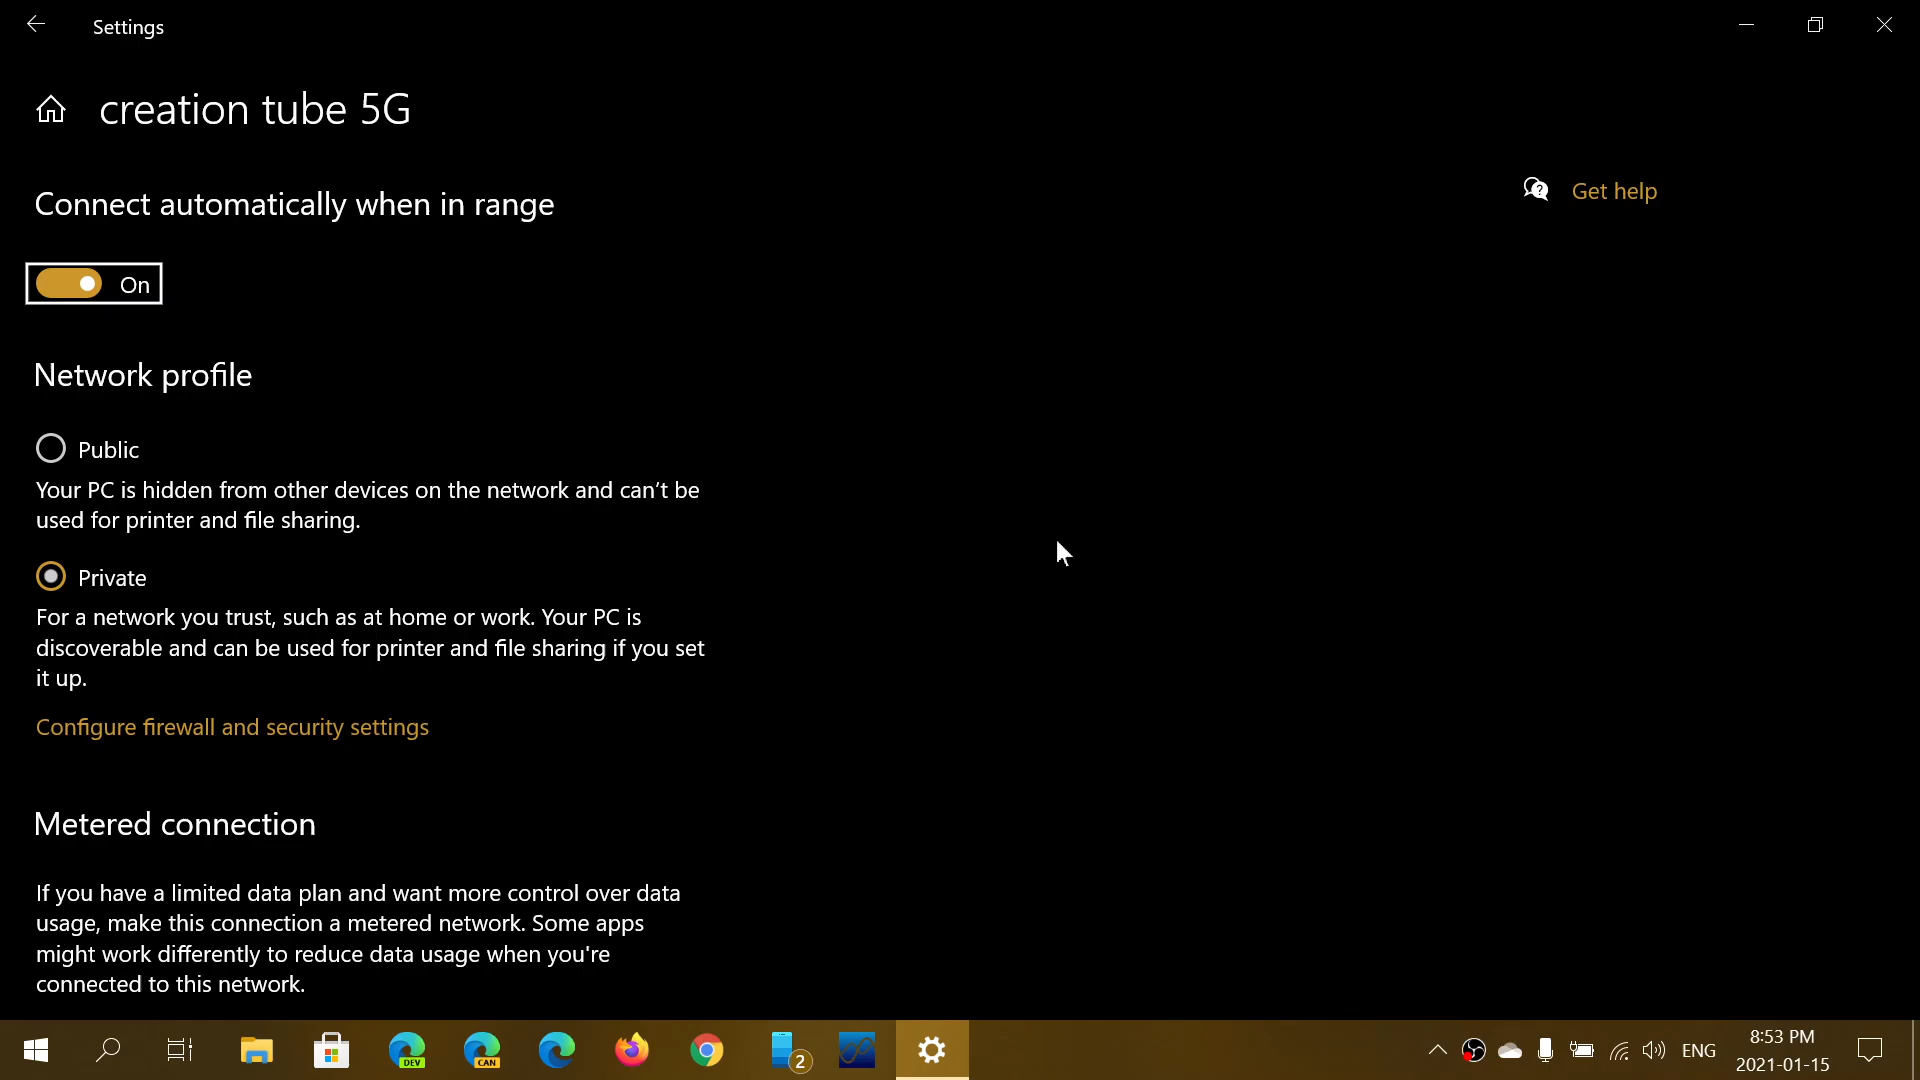 Settings
creation tube 5G
Connect automatically when in range
Get help
On
Network profile
Public
Your PC is hidden from other devices on the network and can’t be
used for printer and file sharing.
Private
For a network you trust, such as at home or work. Your PC is
discoverable and can be used for printer and file sharing if you set
it up.
Configure firewall and security settings
Metered connection
If you have a limited data plan and want more control over data
usage, make this connection a metered network. Some apps
might work differently to reduce data usage when you're
connected to this network.
DEV
CAN
2
ENG
8:53 PM
2021-01-15